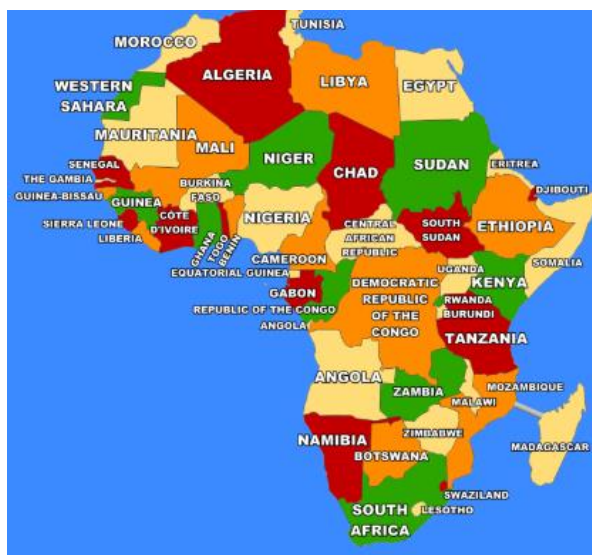 TUNISIA
MOROCCO
ALGERIA
LIBYA
EGYPT
WESTERN
SAHARA
MAURITANIA
MALI
NIGER
CHAD
SUDAN
ERITREA
SENEGAL
THE GAMBIA
GUINEA-BISSAU
GUINEA
SIERRA LEONE
LIBERIA
CÔTE
D'IVOIRE
BURKINA
FASO
GHANA
TOGO
BENIN
NIGERIA
CAMEROON
EQUATORIAL GUINEA
CENTRAL
AFRICAN
REPUBLIC
SOUTH
SUDAN
DJIBOUTI
ETHIOPIA
SOMALIA
UGANDA
KENYA
GABON
REPUBLIC OF THE CONGO
DEMOCRATIC
REPUBLIC
OF THE
CONGO
RWANDA
BURUNDI
TANZANIA
ANGOLA
ANGOLA
ZAMBIA
MALAWI
MOZAMBIQUE
NAMIBIA
ZIMBABWE
BOTSWANA
MADAGASCAR
SWAZILAND
LESOTHO
SOUTH
AFRICA